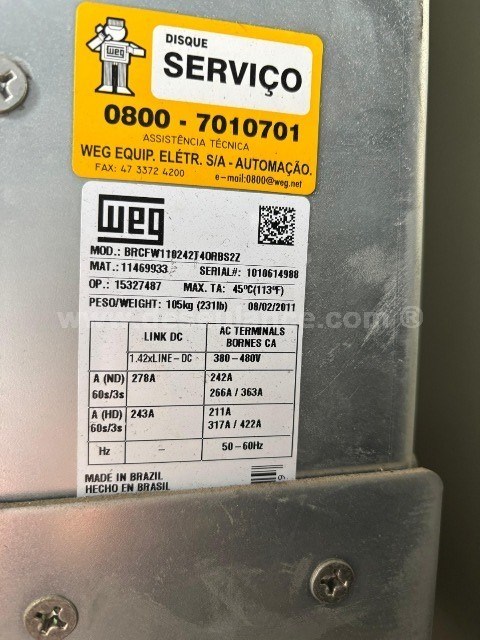 weg
DISQUE
SERVIÇO
0800 - 7010701
ASSISTÊNCIA TÉCNICA
WEG EQUIP. ELÉTR. S/A - AUTOMAÇÃO.
FAX: 47 3372 4200 e-mail:0800@weg.net
weg
MOD.: BRCFW110242T4ORBS2Z
MAT.: 11469933 SERIAL#: 1010614988
OP.: 15327487 MAX. TA: 45°C(113°F)
PESO/WEIGHT: 105kg (231lb) 08/02/2011
LINK DC AC TERMINALS BORNES CA
1.42xLINE-DC 380-480V
A (ND) 60s/3s 278A 242A 266A / 363A
A (HD) 60s/3s 243A 211A 317A / 422A
Hz – 50-60Hz
MADE IN BRAZIL
HECHO EN BRASIL